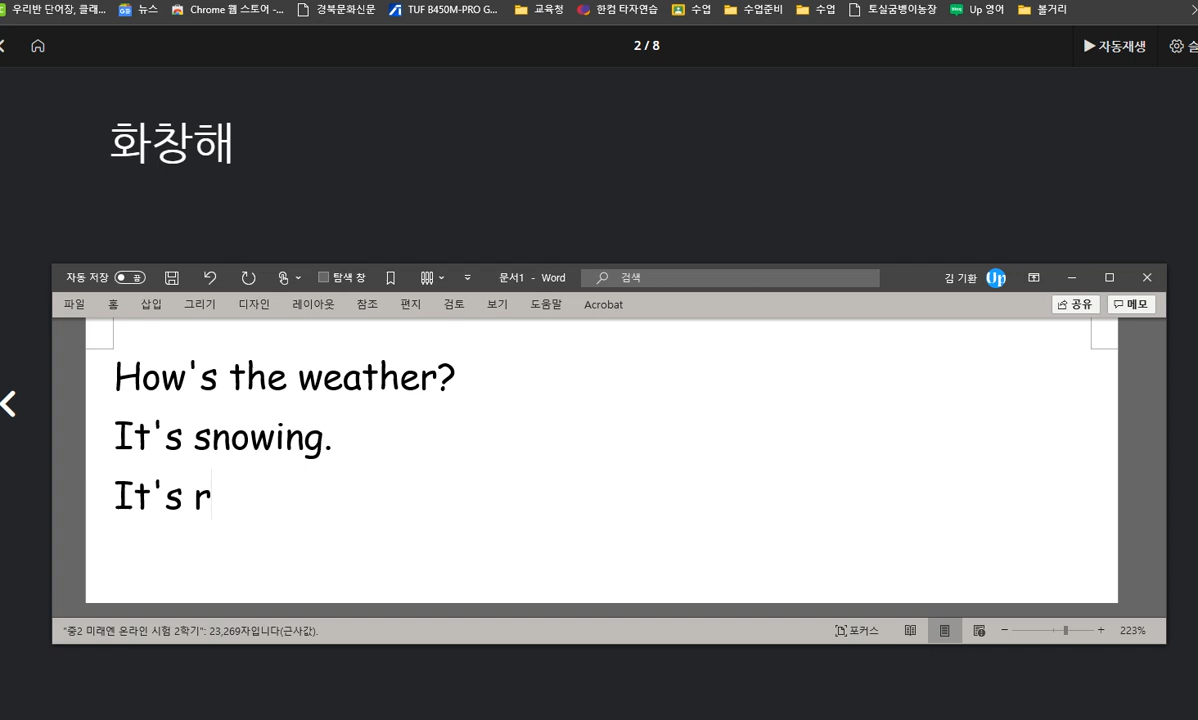 우리반 단어장, 클래... 뉴스 Chrome 웹 스토어 -... 경북문화신문 TUF B450M-PRO G... 교육청 한컴 타자연습 수업 수업준비 수업 토실굼벵이농장 Up 영어 볼거리
2 / 8 자동재생 슬
화창해
자동 저장 끔 탐색 창 문서1 - Word 검색 김 기환 Up
파일 홈 삽입 그리기 디자인 레이아웃 참조 편지 검토 보기 도움말 Acrobat 공유 메모
How's the weather?
It's snowing.
It's r
"중2 미래엔 온라인 시험 2학기": 23,269자입니다(근사값). 포커스 223%